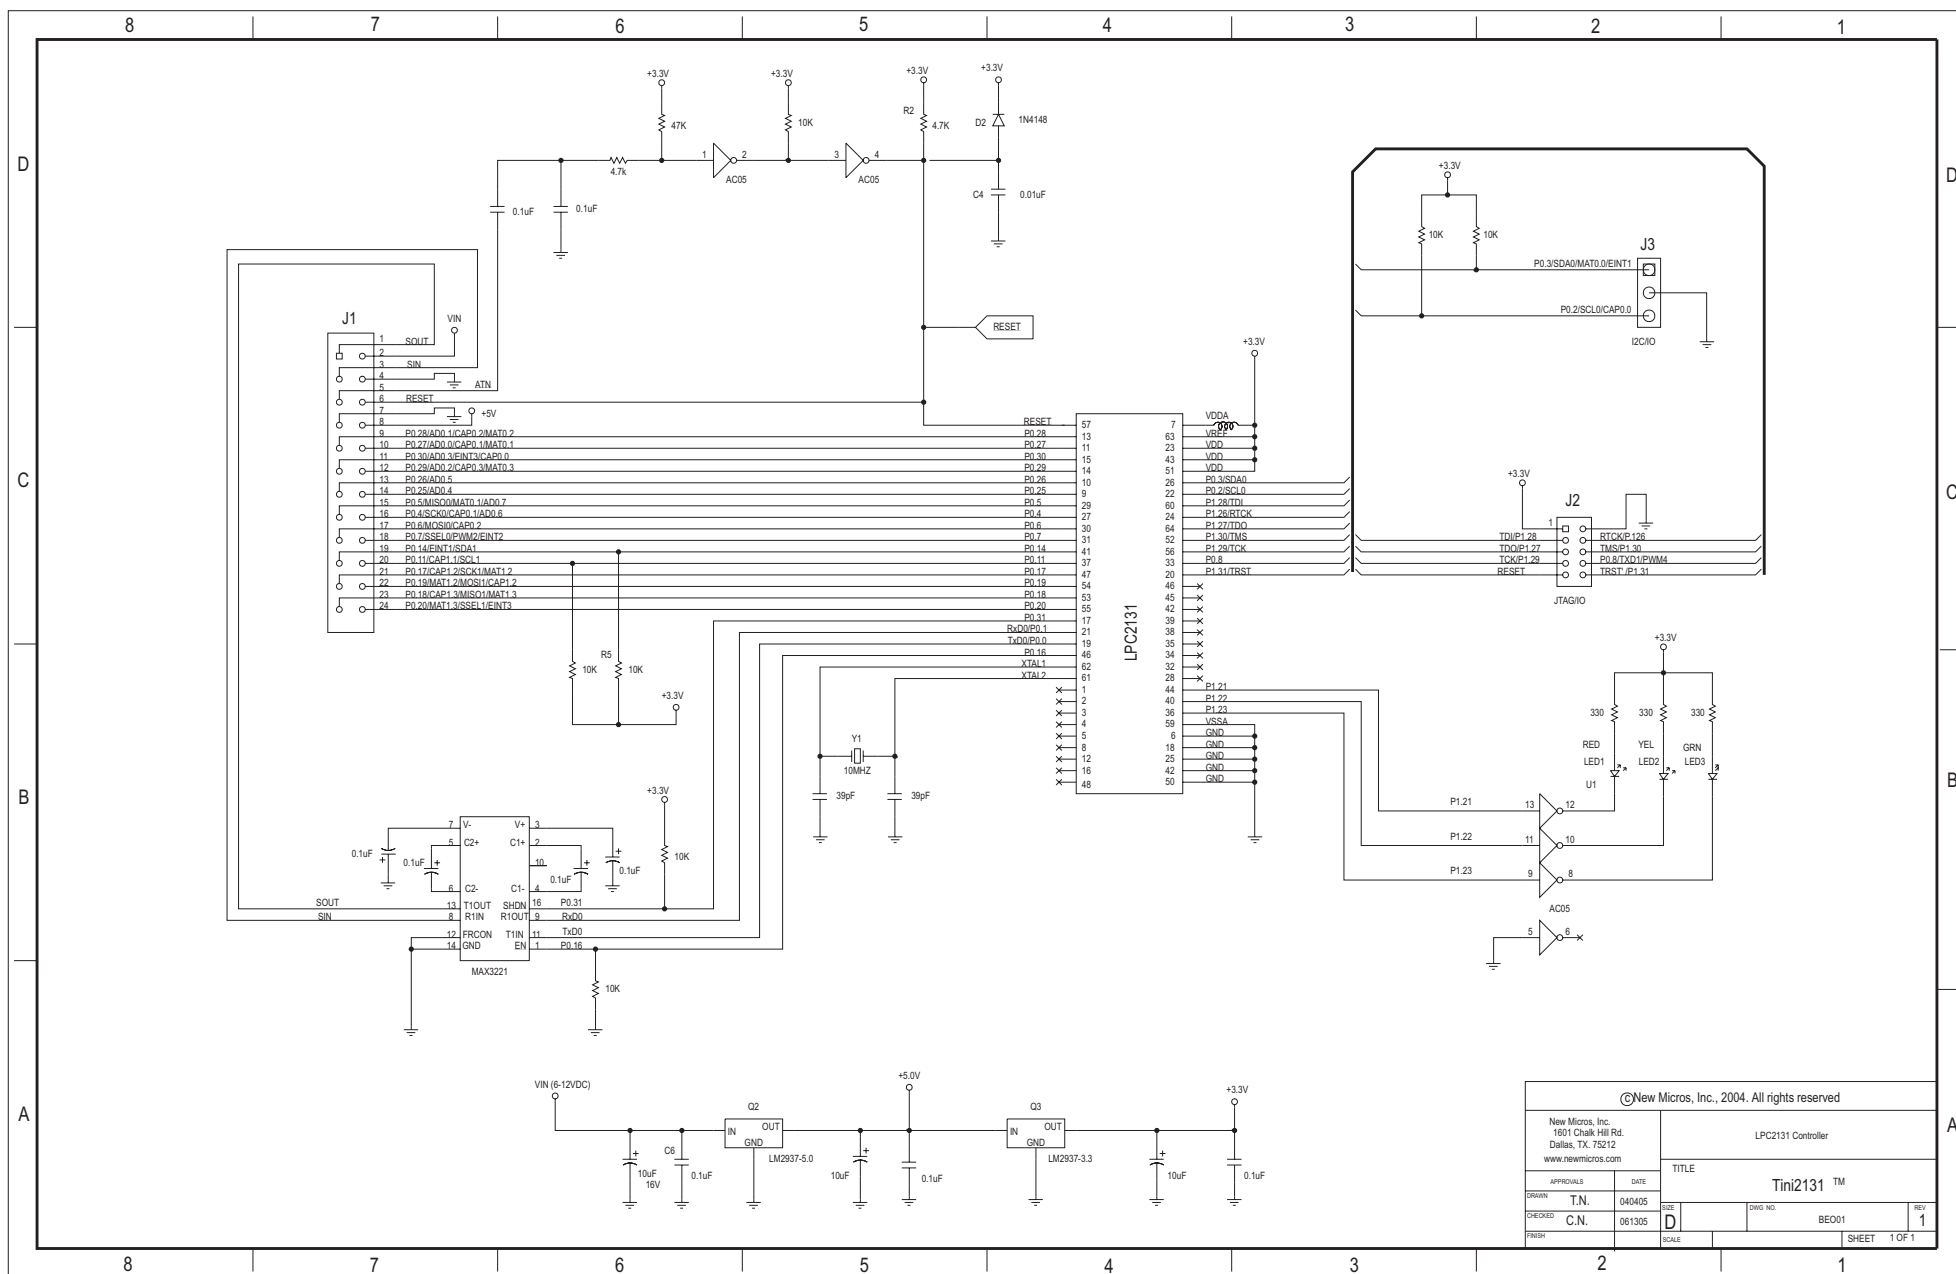 8 7 6 5 4 3 2 1
D
D
C
C
B
B
A
A
8 7 6 5 4 3 2 1
+3.3V
47K
+3.3V
10K
+3.3V
R2
4.7K
+3.3V
D2
1N4148
4.7k
1 2
AC05
3 4
AC05
0.1uF
0.1uF
C4
0.01uF
RESET
+3.3V
10K
10K
J3
P0.3/SDA0/MAT0.0/EINT1
P0.2/SCL0/CAP0.0
I2C/IO
J1
VIN
1 SOUT
2
3 SIN
4
5 ATN
6 RESET
7
8 +5V
9 P0.28/AD0.1/CAP0.2/MAT0.2
10 P0.27/AD0.0/CAP0.1/MAT0.1
11 P0.30/AD0.3/EINT3/CAP0.0
12 P0.29/AD0.2/CAP0.3/MAT0.3
13 P0.26/AD0.5
14 P0.25/AD0.4
15 P0.5/MISO0/MAT0.1/AD0.7
16 P0.4/SCK0/CAP0.1/AD0.6
17 P0.6/MOSI0/CAP0.2
18 P0.7/SSEL0/PWM2/EINT2
19 P0.14/EINT1/SDA1
20 P0.11/CAP1.1/SCL1
21 P0.17/CAP1.2/SCK1/MAT1.2
22 P0.19/MAT1.2/MOSI1/CAP1.2
23 P0.18/CAP1.3/MISO1/MAT1.3
24 P0.20/MAT1.3/SSEL1/EINT3
RESET 57
P0.28 13
P0.27 11
P0.30 15
P0.29 14
P0.26 10
P0.25 9
P0.5 29
P0.4 27
P0.6 30
P0.7 31
P0.14 41
P0.11 37
P0.17 47
P0.19 54
P0.18 53
P0.20 55
P0.31 17
RxD0/P0.1 21
TxD0/P0.0 19
P0.16 46
XTAL1 62
XTAL2 61
1
2
3
4
5
8
12
16
48
LPC2131
+3.3V
7 VDDA
63 VREF
23 VDD
43 VDD
51 VDD
26 P0.3/SDA0
22 P0.2/SCL0
60 P1.28/TDI
24 P1.26/RTCK
64 P1.27/TDO
52 P1.30/TMS
56 P1.29/TCK
33 P0.8
20 P1.31/TRST
46
45
42
39
38
35
34
32
28
44 P1.21
40 P1.22
36 P1.23
59 VSSA
6 GND
18 GND
25 GND
42 GND
50 GND
+3.3V
J2
1
TDI/P1.28 RTCK/P.126
TDO/P1.27 TMS/P1.30
TCK/P1.29 P0.8/TXD1/PWM4
RESET TRST' /P1.31
JTAG/IO
10K
R5
10K
+3.3V
Y1
10MHZ
39pF
39pF
+3.3V
330 330 330
RED YEL GRN
LED1 LED2 LED3
U1
P1.21 13 12
P1.22 11 10
P1.23 9 8
AC05
5 6
+3.3V
10K
0.1uF
0.1uF
0.1uF
0.1uF
7 V- V+ 3
5 C2+ C1+ 2
10
6 C2- C1- 4
SOUT 13 T1OUT SHDN 16 P0.31
SIN 8 R1IN R1OUT 9 RxD0
12 FRCON T1IN 11 TxD0
14 GND EN 1 P0.16
MAX3221
10K
VIN (6-12VDC)
10uF
16V
C6
0.1uF
Q2
IN OUT
GND
LM2937-5.0
10uF
+5.0V
0.1uF
Q3
IN OUT
GND
LM2937-3.3
10uF
+3.3V
0.1uF
©New Micros, Inc., 2004. All rights reserved
New Micros, Inc.
1601 Chalk Hill Rd.
Dallas, TX. 75212
www.newmicros.com
LPC2131 Controller
TITLE
Tini2131 TM
APPROVALS DATE
DRAWN T.N. 040405
CHECKED C.N. 061305
FINISH
SIZE D
DWG NO. BEO01
REV 1
SCALE
SHEET 1 OF 1